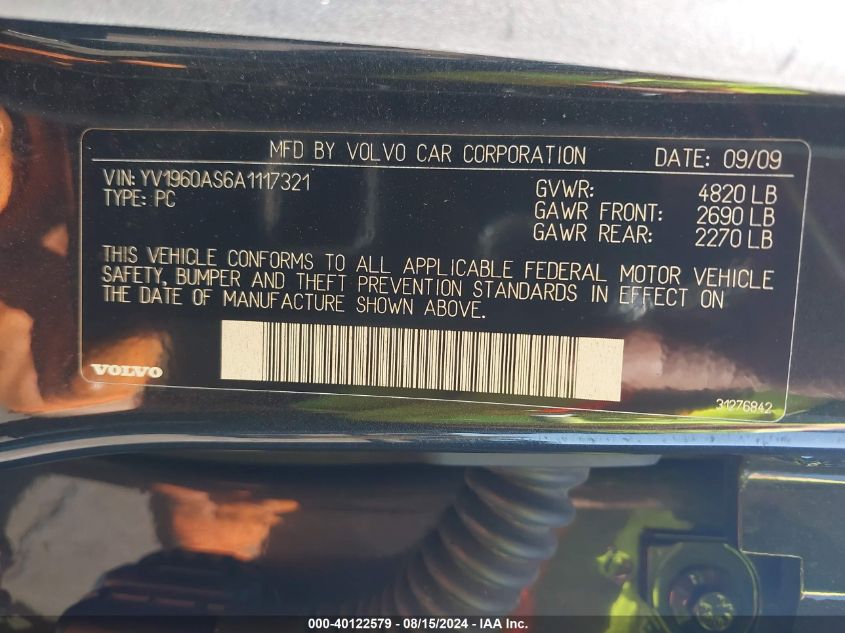 MFD BY VOLVO CAR CORPORATION DATE: 09/09
VIN: YV1960AS6A1117321
TYPE: PC
GVWR: 4820 LB
GAWR FRONT: 2690 LB
GAWR REAR: 2270 LB
THIS VEHICLE CONFORMS TO ALL APPLICABLE FEDERAL MOTOR VEHICLE
SAFETY, BUMPER AND THEFT PREVENTION STANDARDS IN EFFECT ON
THE DATE OF MANUFACTURE SHOWN ABOVE.
VOLVO
31276842
000-40122579 - 08/15/2024 - IAA Inc.